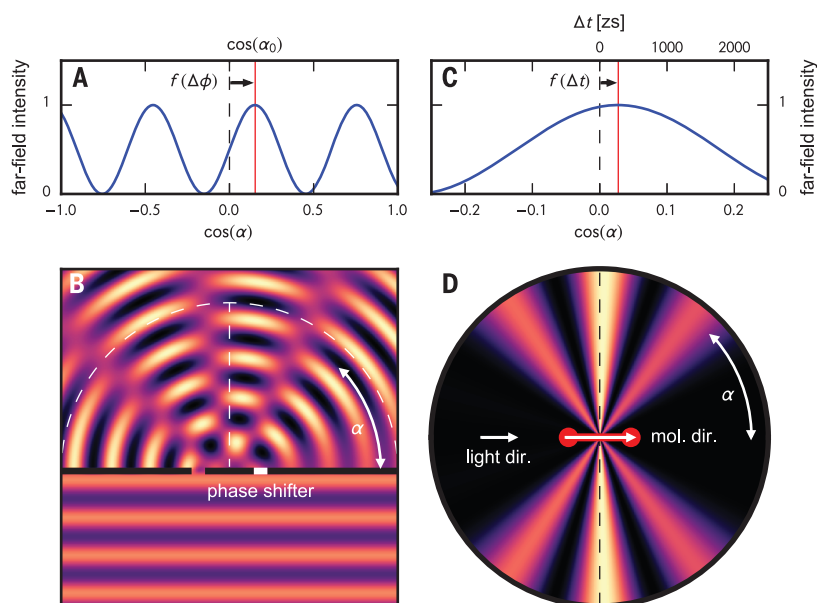 cos(α₀)
A
f(Δϕ)
far-field intensity
1
0
-1.0 -0.5 0.0 0.5 1.0
cos(α)
Δt [zs]
0 1000 2000
C
f(Δt)
1
0
far-field intensity
−0.2 −0.1 0.0 0.1 0.2
cos(α)
B
α
phase shifter
D
α
light dir.
mol. dir.